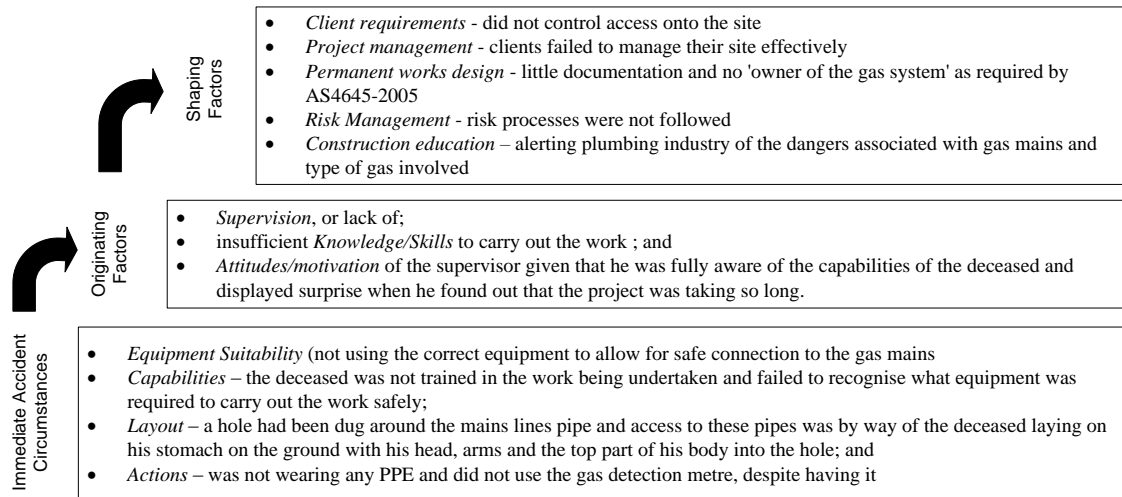 Shaping
Factors
• Client requirements - did not control access onto the site
• Project management - clients failed to manage their site effectively
• Permanent works design - little documentation and no 'owner of the gas system' as required by
AS4645-2005
• Risk Management - risk processes were not followed
• Construction education – alerting plumbing industry of the dangers associated with gas mains and
type of gas involved
Originating
Factors
• Supervision, or lack of;
• insufficient Knowledge/Skills to carry out the work ; and
• Attitudes/motivation of the supervisor given that he was fully aware of the capabilities of the deceased and
displayed surprise when he found out that the project was taking so long.
Immediate Accident
Circumstances
• Equipment Suitability (not using the correct equipment to allow for safe connection to the gas mains
• Capabilities – the deceased was not trained in the work being undertaken and failed to recognise what equipment was
required to carry out the work safely;
• Layout – a hole had been dug around the mains lines pipe and access to these pipes was by way of the deceased laying on
his stomach on the ground with his head, arms and the top part of his body into the hole; and
• Actions – was not wearing any PPE and did not use the gas detection metre, despite having it